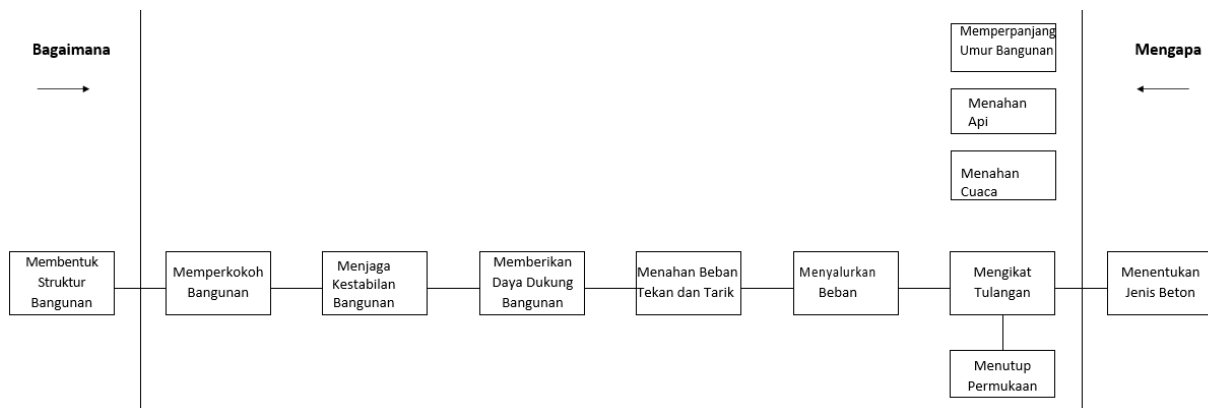 Bagaimana
Mengapa
Memperpanjang
Umur Bangunan
Menahan
Api
Menahan
Cuaca
Membentuk
Struktur
Bangunan
Memperkokoh
Bangunan
Menjaga
Kestabilan
Bangunan
Memberikan
Daya Dukung
Bangunan
Menahan Beban
Tekan dan Tarik
Menyalurkan
Beban
Mengikat
Tulangan
Menentukan
Jenis Beton
Menutup
Permukaan